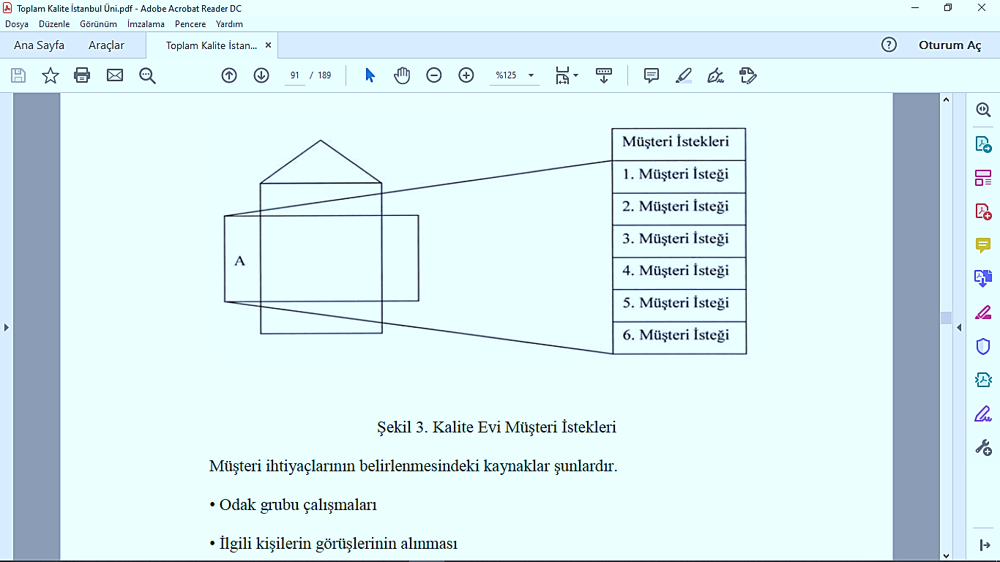 Toplam Kalite İstanbul Üni.pdf - Adobe Acrobat Reader DC
Dosya Düzenle Görünüm İmzalama Pencere Yardım
Ana Sayfa Araçlar Toplam Kalite İstan... Oturum Aç
91 / 189 %125
Müşteri İstekleri
1. Müşteri İsteği
2. Müşteri İsteği
3. Müşteri İsteği
A
4. Müşteri İsteği
5. Müşteri İsteği
6. Müşteri İsteği
Şekil 3. Kalite Evi Müşteri İstekleri
Müşteri ihtiyaçlarının belirlenmesindeki kaynaklar şunlardır.
• Odak grubu çalışmaları
• İlgili kişilerin görüşlerinin alınması